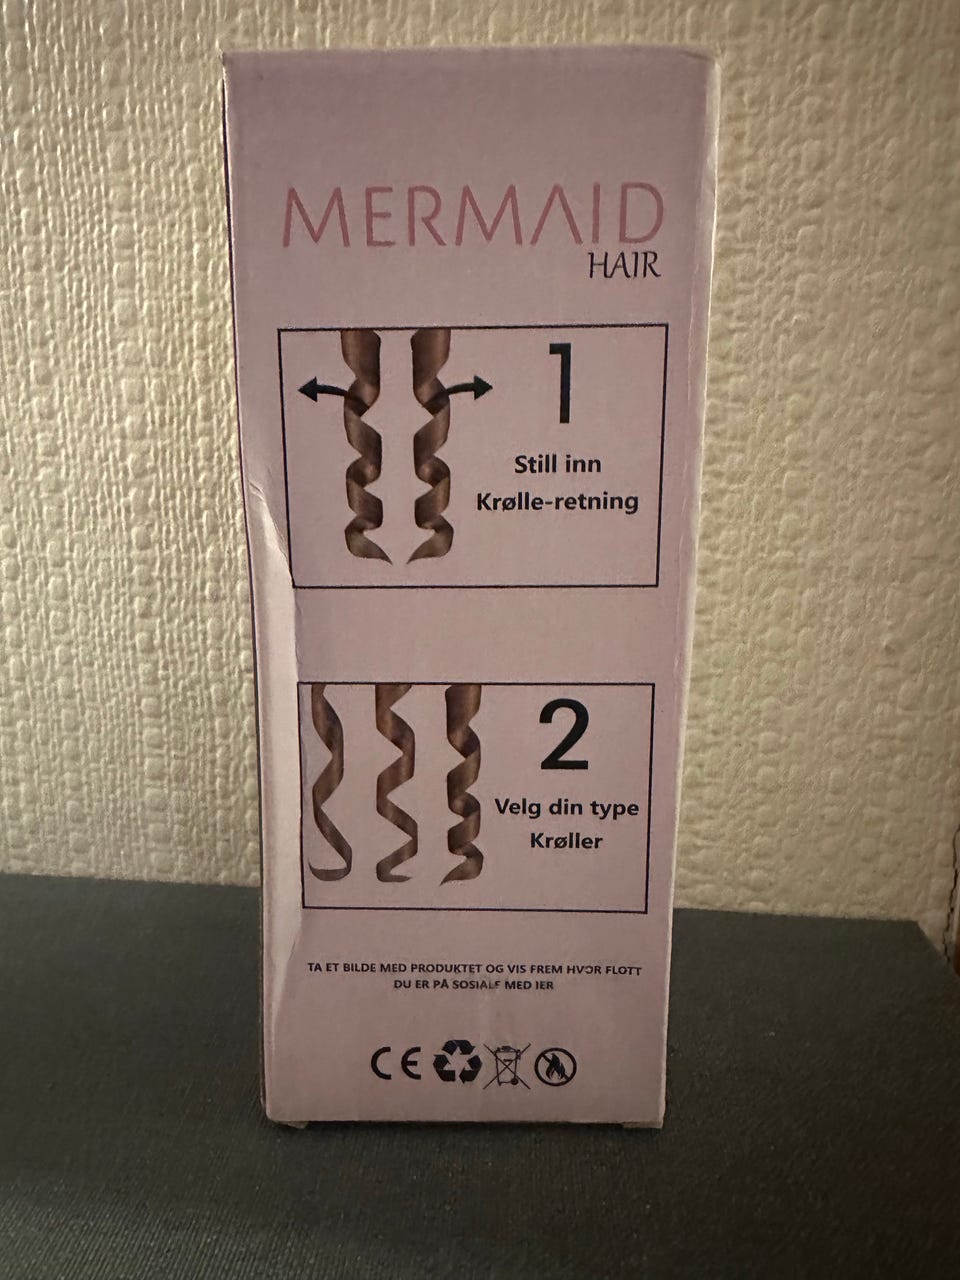 MERMAID
HAIR
1
Still inn
Krølle-retning
2
Velg din type
Krøller
TA ET BILDE MED PRODUKTET OG VIS FREM HVOR FLOTT
DU ER PÅ SOSIALE MEDIER
CE